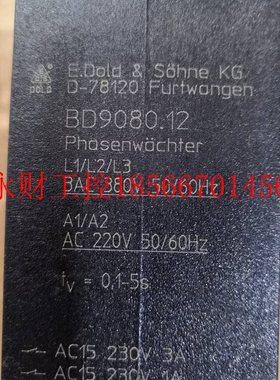 E.Dold & Söhne KG
DOLD
D-78120 Furtwangen
BD9080.12
Phasenwächter
L1/L2/L3
A1/A2
AC 220V 50/60Hz
tv = 0,1-5s
AC15 230V 3A
AC15 230V 1A